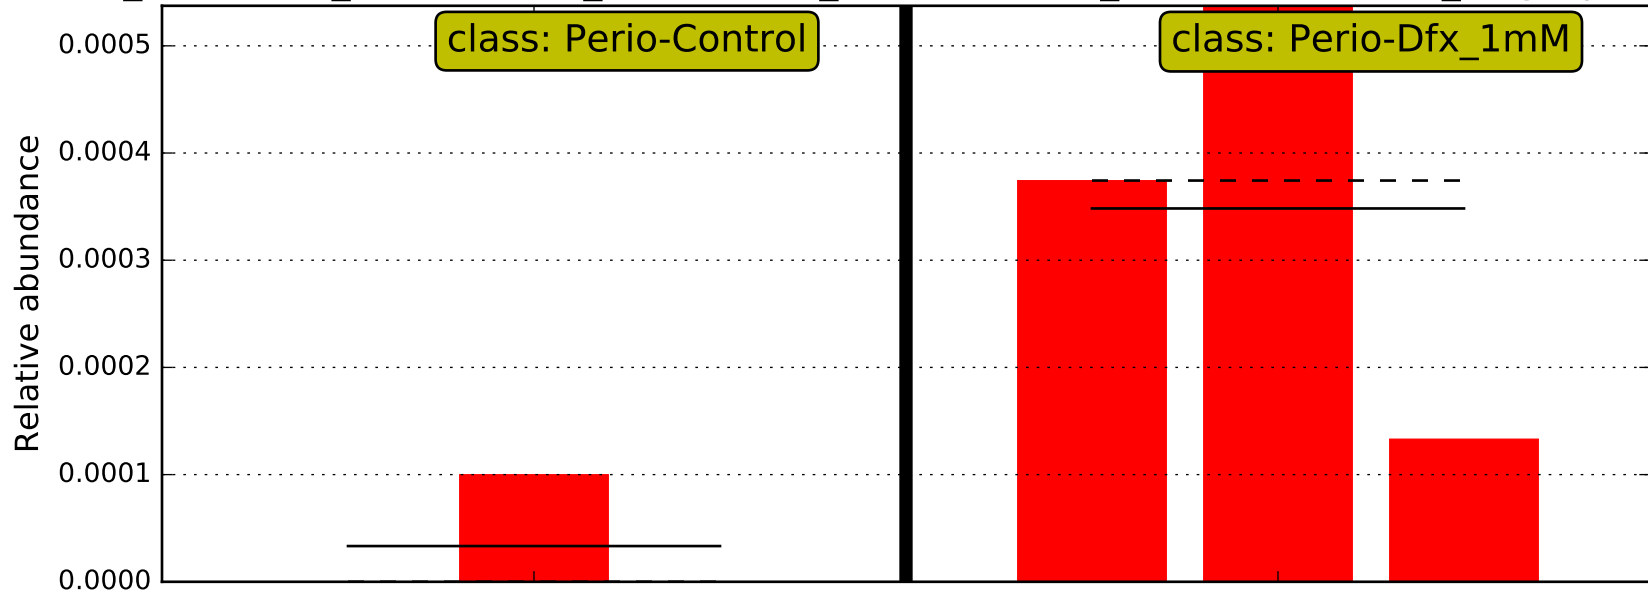 class: Perio-Control
class: Perio-Dfx_1mM
0.0005
0.0004
0.0003
0.0002
0.0001
0.0000
Relative abundance